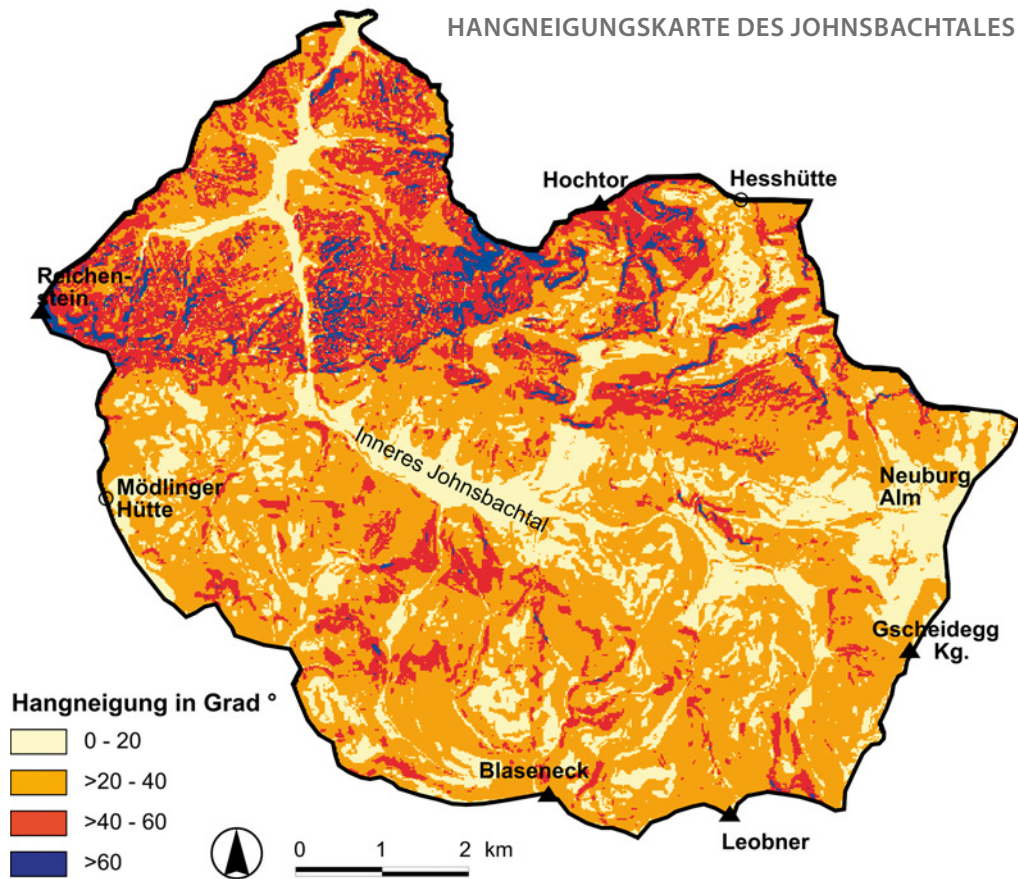 HANGNEIGUNGSKARTE DES JOHNSBACHTALES
Hochtor
Hesshütte
Reichen-
stein
Inneres Johnsbachtal
Mödlinger
Hütte
Neuburg
Alm
Gscheidegg
Kg.
Blaseneck
Leobner
Hangneigung in Grad °
0 - 20
>20 - 40
>40 - 60
>60
0 1 2 km